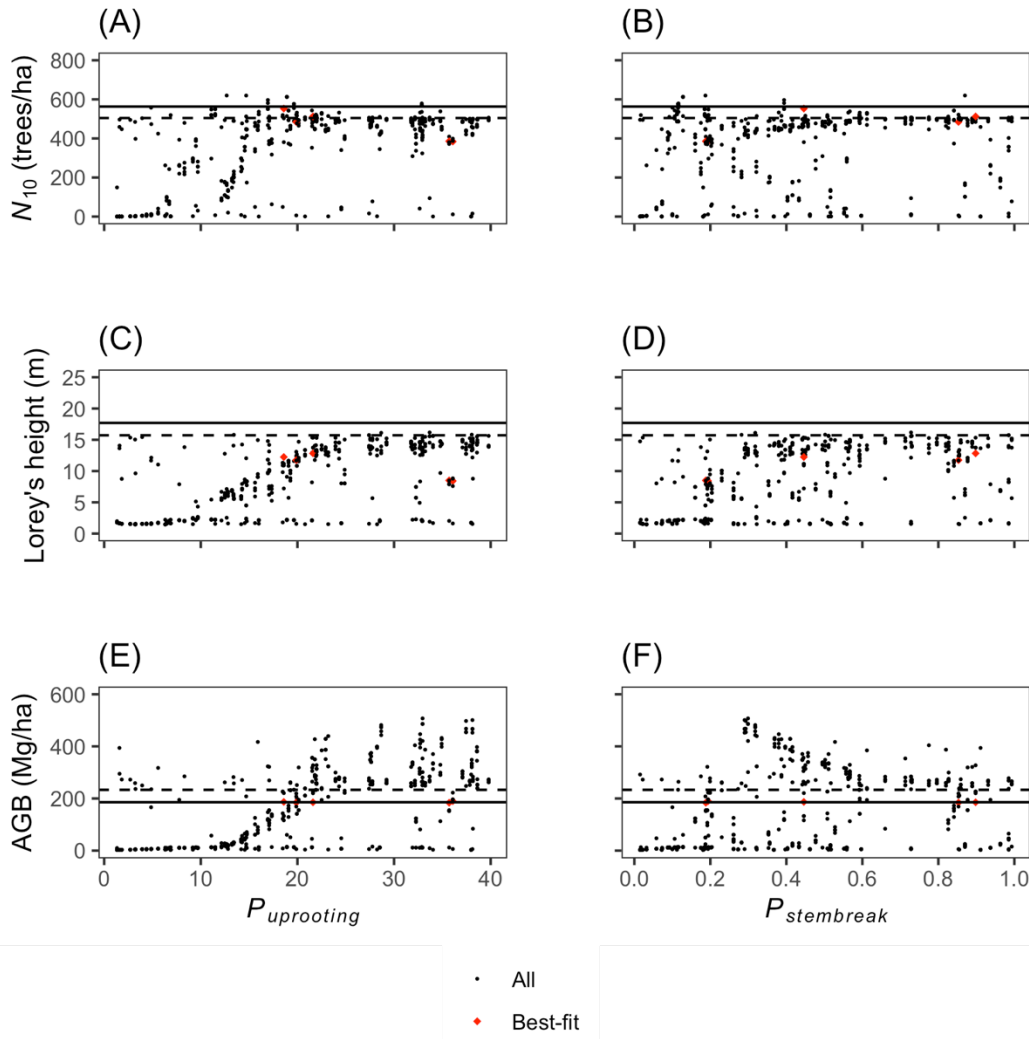 (A) (B)
N10 (trees/ha)
800
600
400
200
0
(C) (D)
Lorey's height (m)
25
20
15
10
5
0
(E) (F)
AGB (Mg/ha)
600
400
200
0
0 10 20 30 40 0.0 0.2 0.4 0.6 0.8 1.0
P uprooting P stembreak
All
Best-fit